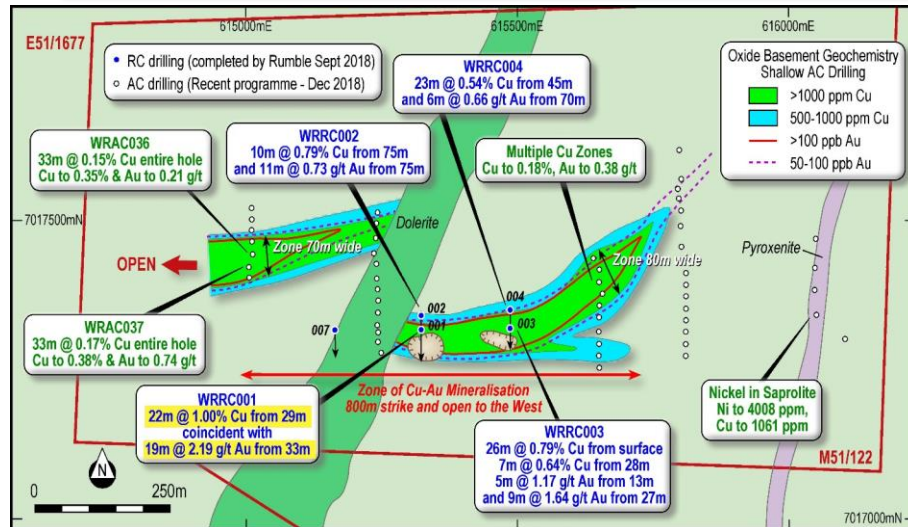 615000mE
615500mE
616000mE
E51/1677
RC drilling (completed by Rumble Sept 2018)
AC drilling (Recent programme - Dec 2018)
WRRC004
23m @ 0.54% Cu from 45m
and 6m @ 0.66 g/t Au from 70m
Oxide Basement Geochemistry
Shallow AC Drilling
>1000 ppm Cu
500-1000 ppm Cu
>100 ppb Au
50-100 ppb Au
WRAC036
33m @ 0.15% Cu entire hole
Cu to 0.35% & Au to 0.21 g/t
WRRC002
10m @ 0.79% Cu from 75m
and 11m @ 0.73 g/t Au from 75m
Multiple Cu Zones
Cu to 0.18%, Au to 0.38 g/t
7017500mN
Dolerite
Zone 70m wide
Zone 80m wide
Pyroxenite
OPEN
002
004
007
001
003
WRAC037
33m @ 0.17% Cu entire hole
Cu to 0.38% & Au to 0.74 g/t
Zone of Cu-Au Mineralisation
800m strike and open to the West
WRRC001
22m @ 1.00% Cu from 29m
coincident with
19m @ 2.19 g/t Au from 33m
WRRC003
26m @ 0.79% Cu from surface
7m @ 0.64% Cu from 28m
5m @ 1.17 g/t Au from 13m
and 9m @ 1.64 g/t Au from 27m
Nickel in Saprolite
Ni to 4008 ppm,
Cu to 1061 ppm
M51/122
N
0
250m
7017000mN